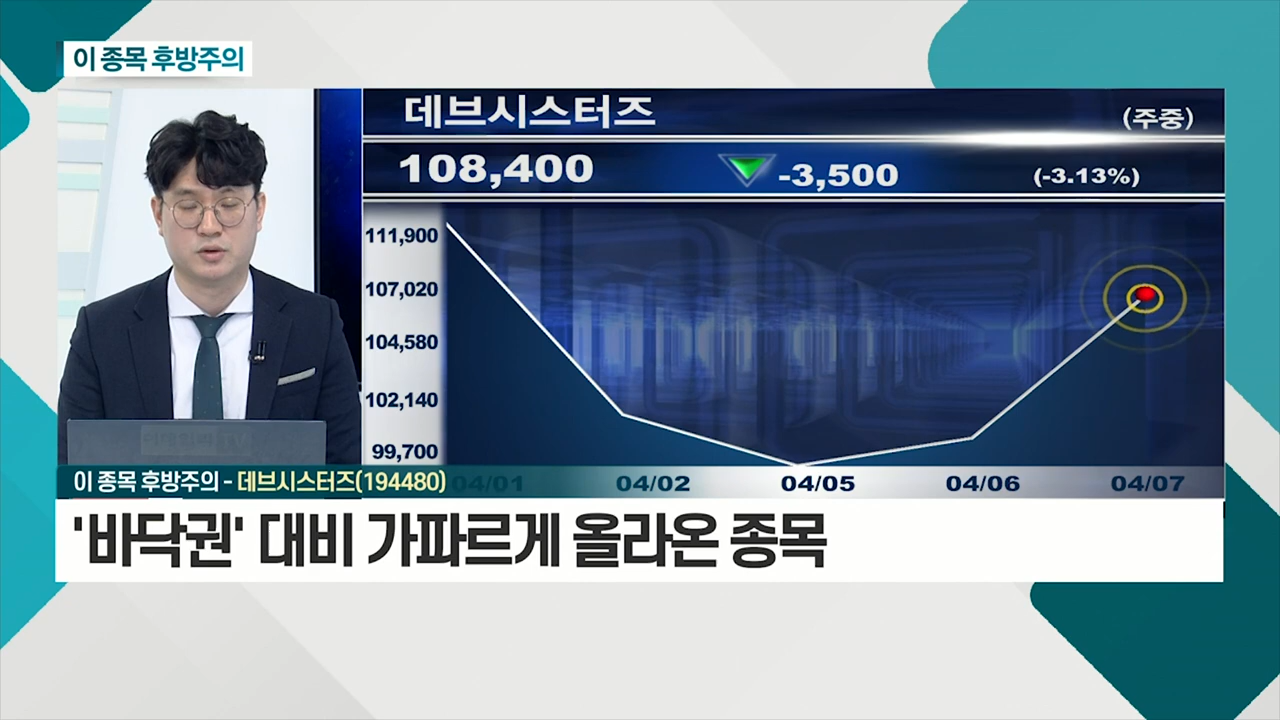 이 종목 후방주의
데브시스터즈
(주중)
108,400
-3,500
(-3.13%)
111,900
107,020
104,580
102,140
99,700
04/01 04/02 04/05 04/06 04/07
이 종목 후방주의 - 데브시스터즈(194480)
'바닥권' 대비 가파르게 올라온 종목